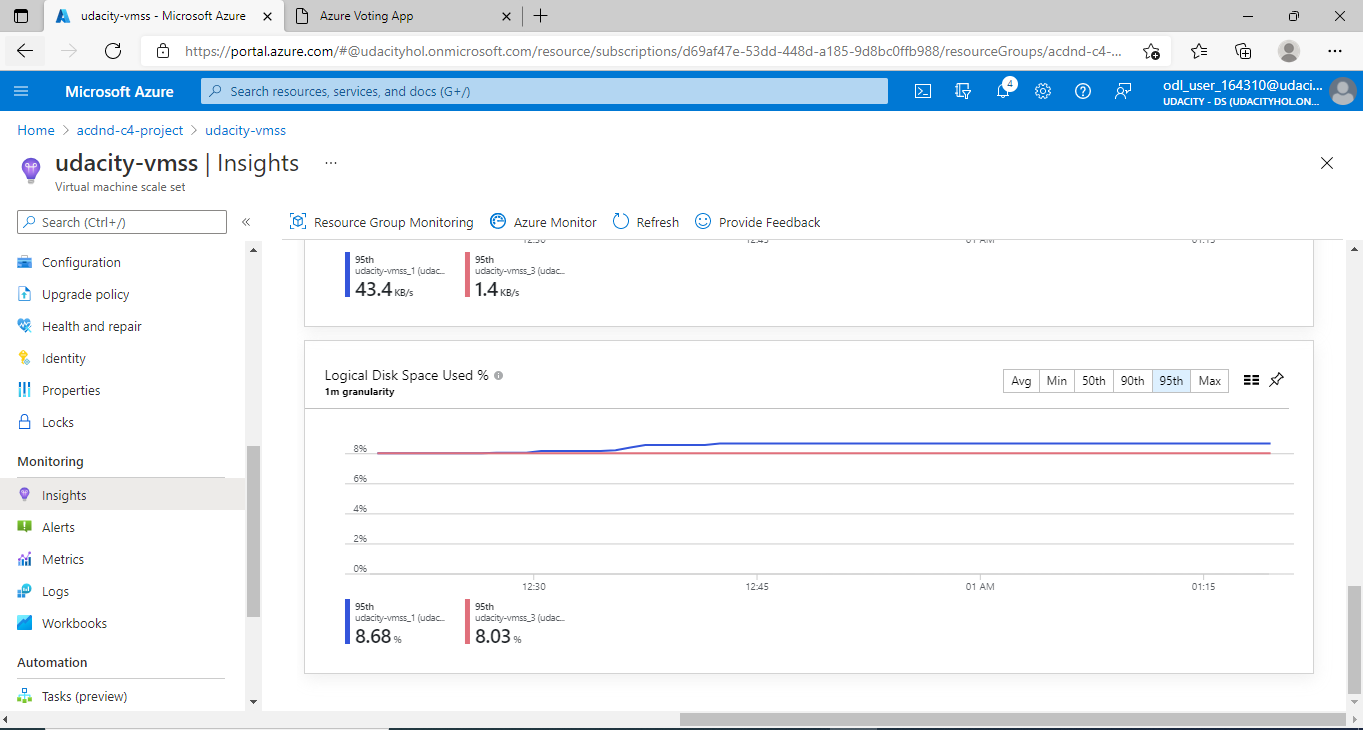 udacity-vmss - Microsoft Azure
Azure Voting App
https://portal.azure.com/#@udacityhol.onmicrosoft.com/resource/subscriptions/d69af47e-53dd-448d-a185-9d8bc0ffb988/resourceGroups/acdnd-c4-...
Microsoft Azure
Search resources, services, and docs (G+/)
4
odl_user_164310@udaci...
UDACITY - DS (UDACITYHOL.ON...
Home > acdnd-c4-project > udacity-vmss
udacity-vmss | Insights ...
Virtual machine scale set
Search (Ctrl+/)
«
Resource Group Monitoring
Azure Monitor
Refresh
Provide Feedback
Configuration
Upgrade policy
Health and repair
Identity
Properties
Locks
Monitoring
Insights
Alerts
Metrics
Logs
Workbooks
Automation
Tasks (preview)
12:30
12:45
01 AM
01:15
95th
udacity-vmss_1 (udac...
43.4 KB/s
95th
udacity-vmss_3 (udac...
1.4 KB/s
Logical Disk Space Used %
1m granularity
Avg
Min
50th
90th
95th
Max
8%
6%
4%
2%
0%
12:30
12:45
01 AM
01:15
95th
udacity-vmss_1 (udac...
8.68 %
95th
udacity-vmss_3 (udac...
8.03 %